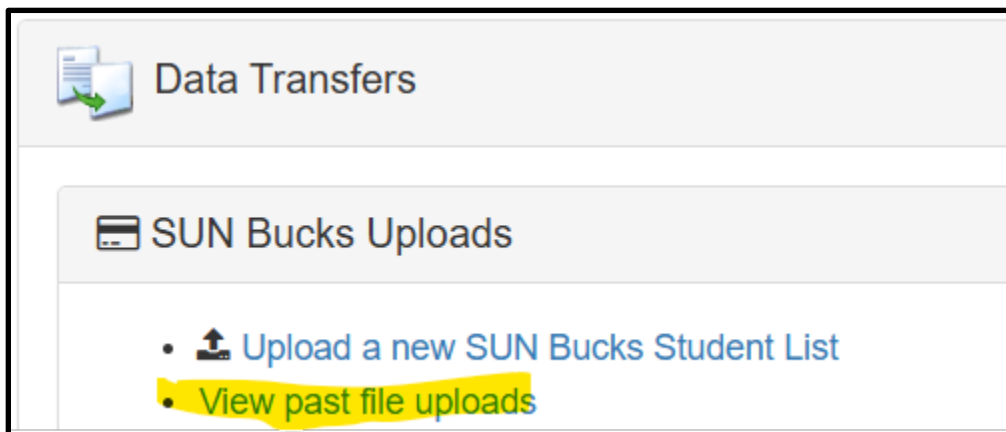 Data Transfers
SUN Bucks Uploads
Upload a new SUN Bucks Student List
View past file uploads